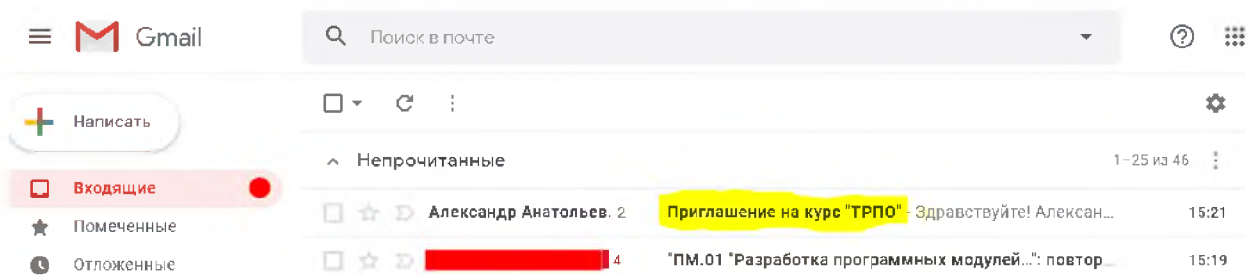 Gmail
Поиск в почте
Написать
Непрочитанные
1–25 из 46
Входящие
Александр Анатольев. 2 Приглашение на курс "ТРПО" - Здравствуйте! Алексан... 15:21
Помеченные
4 "ПМ.01 "Разработка программных модулей...": повтор... 15:19
Отложенные